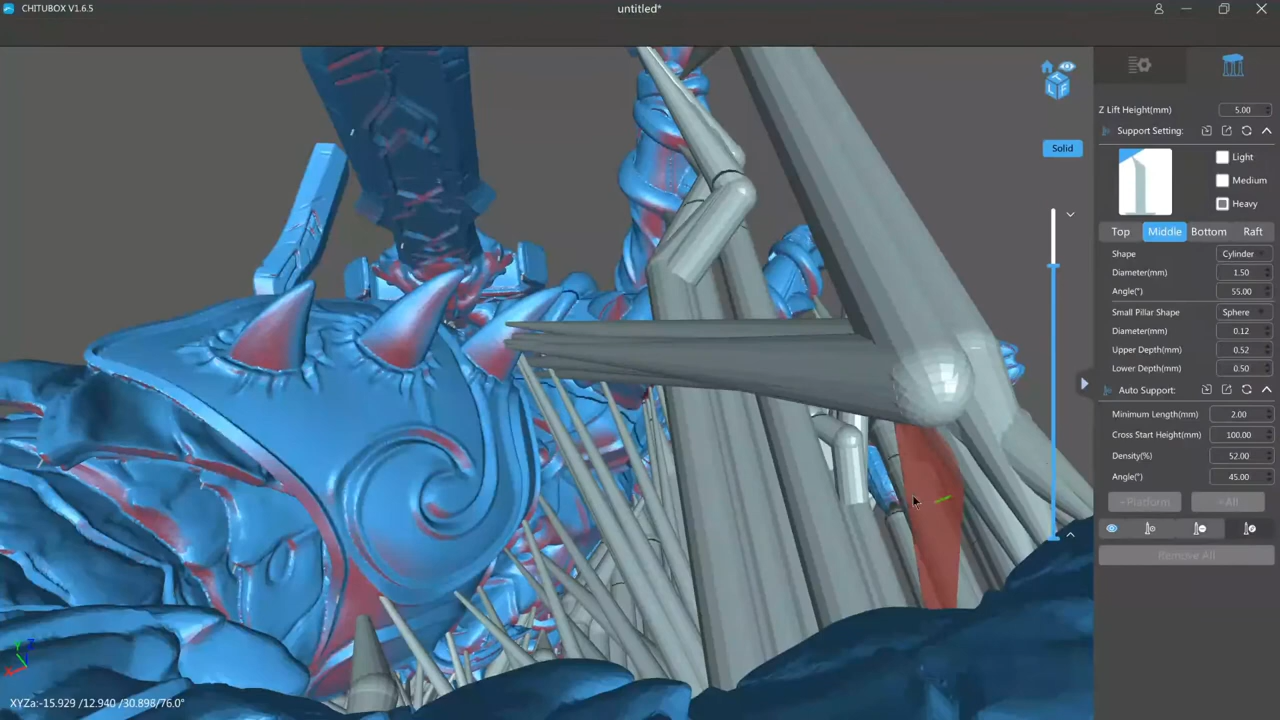 CHITUBOX V1.6.5
untitled*
Z Lift Height(mm) 5.00
Support Setting:
Light
Medium
Heavy
Top Middle Bottom Raft
Shape Cylinder
Diameter(mm) 1.50
Angle(°) 55.00
Small Pillar Shape Sphere
Diameter(mm) 0.12
Upper Depth(mm) 0.52
Lower Depth(mm) 0.50
Auto Support:
Minimum Length(mm) 2.00
Cross Start Height(mm) 100.00
Density(%) 52.00
Angle(°) 45.00
+Platform +All
Remove All
Solid
T
L F
XYZa:-15.929 /12.940 /30.898/76.0°